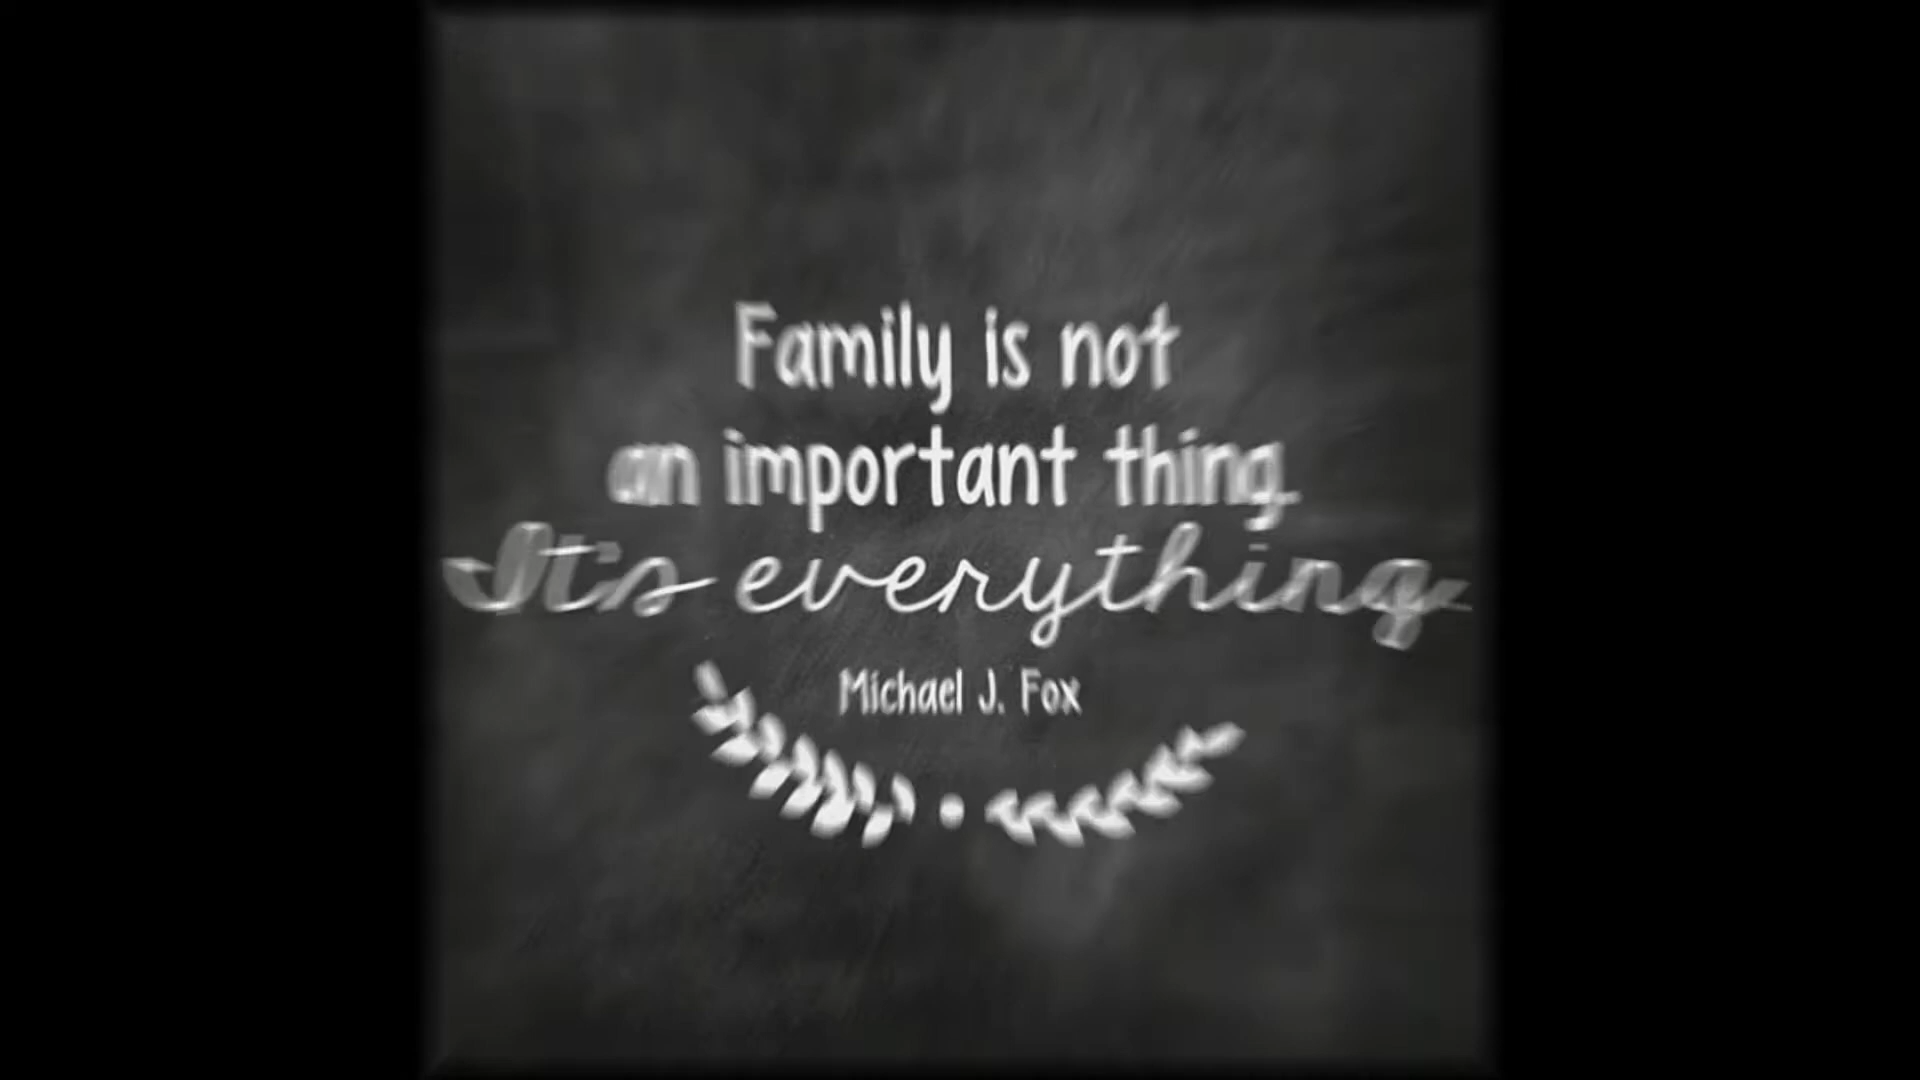 Family is not
an important thing.
It's everything.
Michael J. Fox